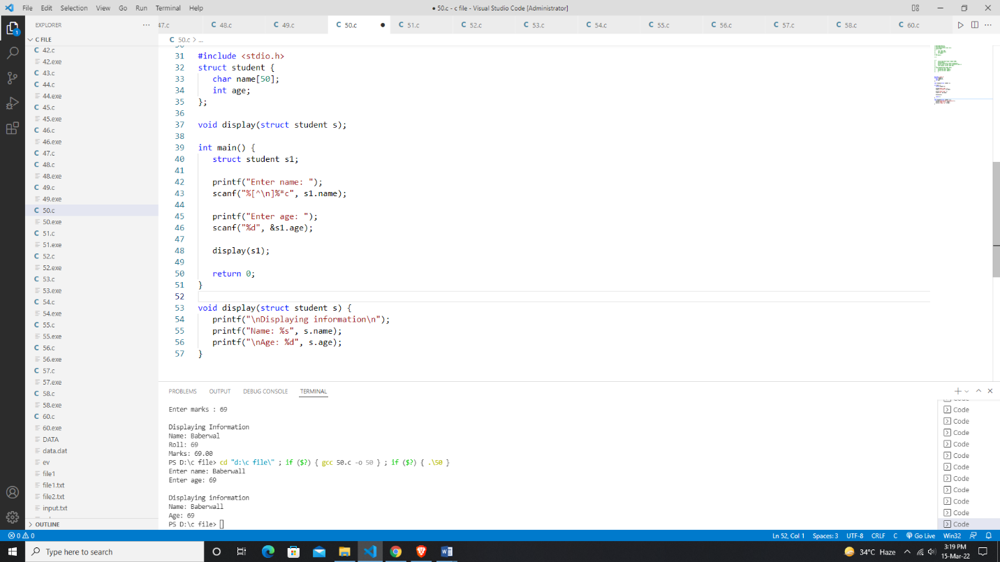 File Edit Selection View Go Run Terminal Help
● 50.c - c file - Visual Studio Code [Administrator]
EXPLORER
47.c 48.c 49.c 50.c 51.c 52.c 53.c 54.c 55.c 56.c 57.c 58.c 60.c
1
C FILE
C 50.c > ...
C 42.c
42.exe
C 43.c
C 44.c
44.exe
C 45.c
45.exe
C 46.c
46.exe
C 47.c
C 48.c
48.exe
C 49.c
49.exe
C 50.c
50.exe
C 51.c
51.exe
C 52.c
52.exe
C 53.c
53.exe
C 54.c
54.exe
C 55.c
55.exe
C 56.c
56.exe
C 57.c
57.exe
C 58.c
58.exe
C 60.c
60.exe
DATA
data.dat
ev
file1
file1.txt
file2.txt
input.txt
OUTLINE
31 #include <stdio.h>
32 struct student {
33 char name[50];
34 int age;
35 };
36
37 void display(struct student s);
38
39 int main() {
40 struct student s1;
41
42 printf("Enter name: ");
43 scanf("%[^\n]%*c", s1.name);
44
45 printf("Enter age: ");
46 scanf("%d", &s1.age);
47
48 display(s1);
49
50 return 0;
51 }
52
53 void display(struct student s) {
54 printf("\nDisplaying information\n");
55 printf("Name: %s", s.name);
56 printf("\nAge: %d", s.age);
57 }
PROBLEMS OUTPUT DEBUG CONSOLE TERMINAL
Enter marks : 69
Displaying Information
Name: Baberwal
Roll: 69
Marks: 69.00
PS D:\c file> cd "d:\c file\" ; if ($?) { gcc 50.c -o 50 } ; if ($?) { .\50 }
Enter name: Baberwall
Enter age: 69
Displaying information
Name: Baberwall
Age: 69
PS D:\c file>
Code
Code
Code
Code
Code
Code
Code
Code
Code
Code
Code
0 0
Ln 52, Col 1 Spaces: 3 UTF-8 CRLF C Go Live Win32
Type here to search
34°C Haze
3:19 PM
15-Mar-22